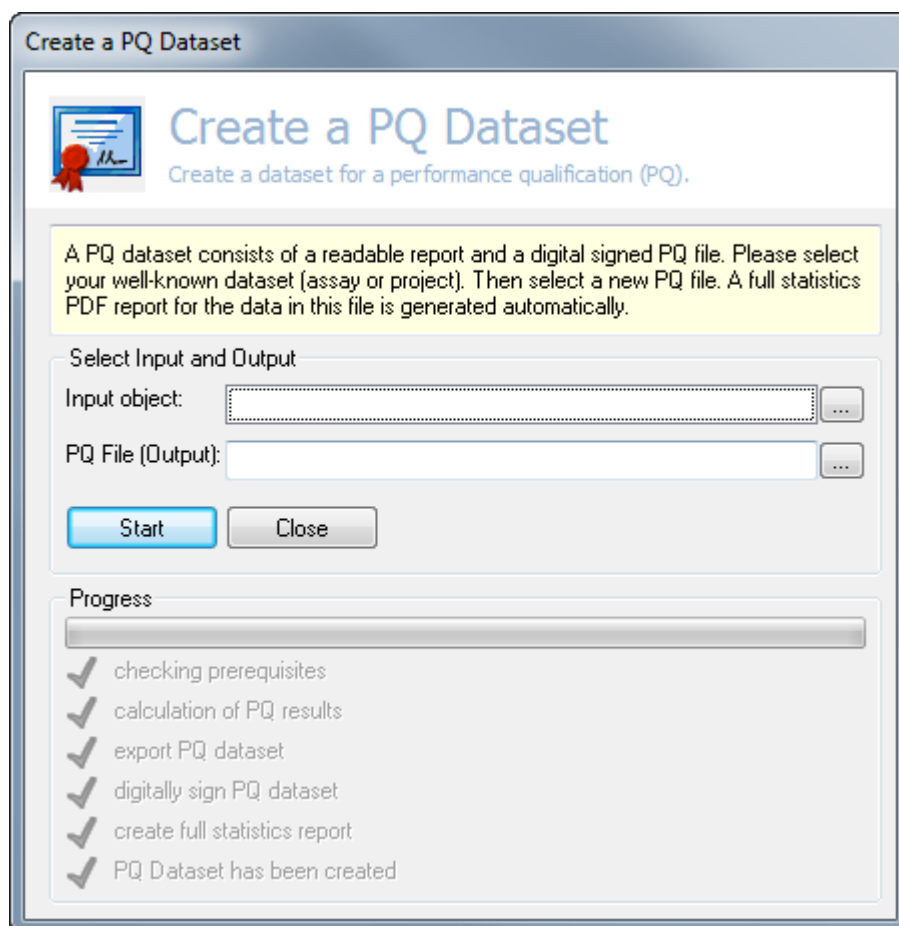 Create a PQ Dataset
Create a PQ Dataset
Create a dataset for a performance qualification (PQ).
A PQ dataset consists of a readable report and a digital signed PQ file. Please select
your well-known dataset (assay or project). Then select a new PQ file. A full statistics
PDF report for the data in this file is generated automatically.
Select Input and Output
Input object:
...
PQ File (Output):
...
Start
Close
Progress
checking prerequisites
calculation of PQ results
export PQ dataset
digitally sign PQ dataset
create full statistics report
PQ Dataset has been created